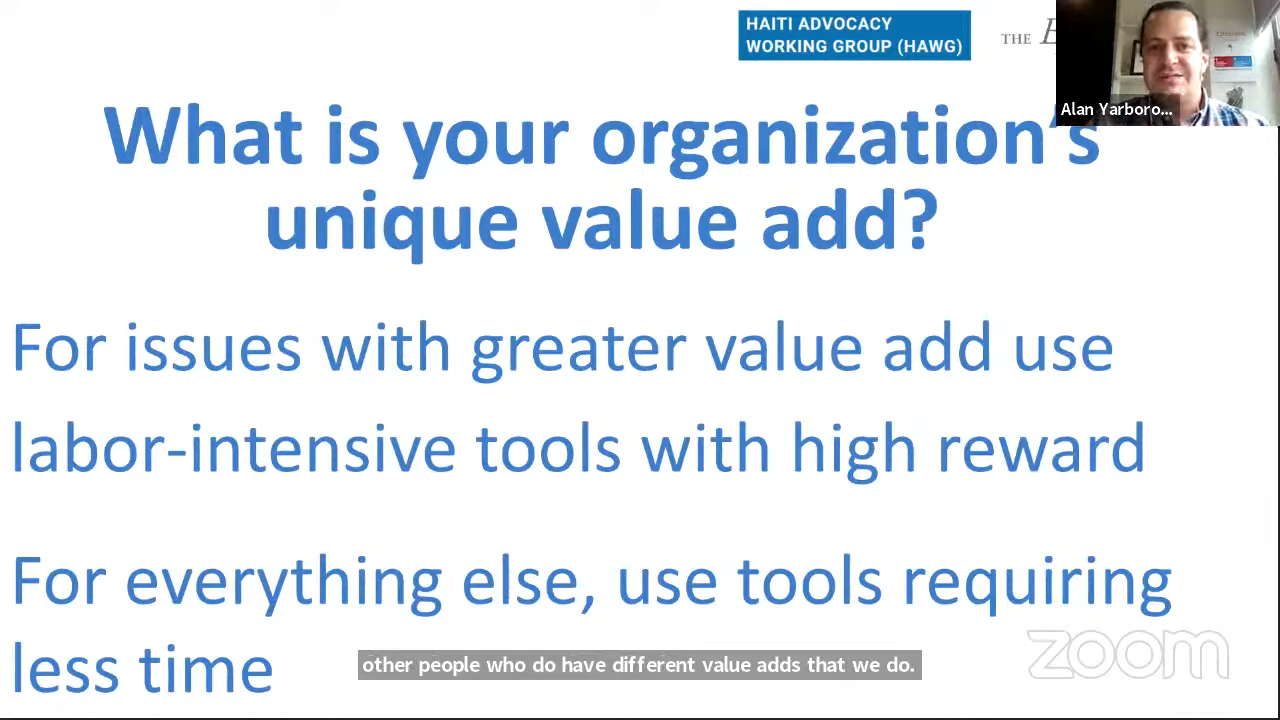 HAITI ADVOCACY
WORKING GROUP (HAWG)
THE
Alan Yarboro...
What is your organization's
unique value add?
For issues with greater value add use
labor-intensive tools with high reward
For everything else, use tools requiring
less time
other people who do have different value adds that we do.
zoom